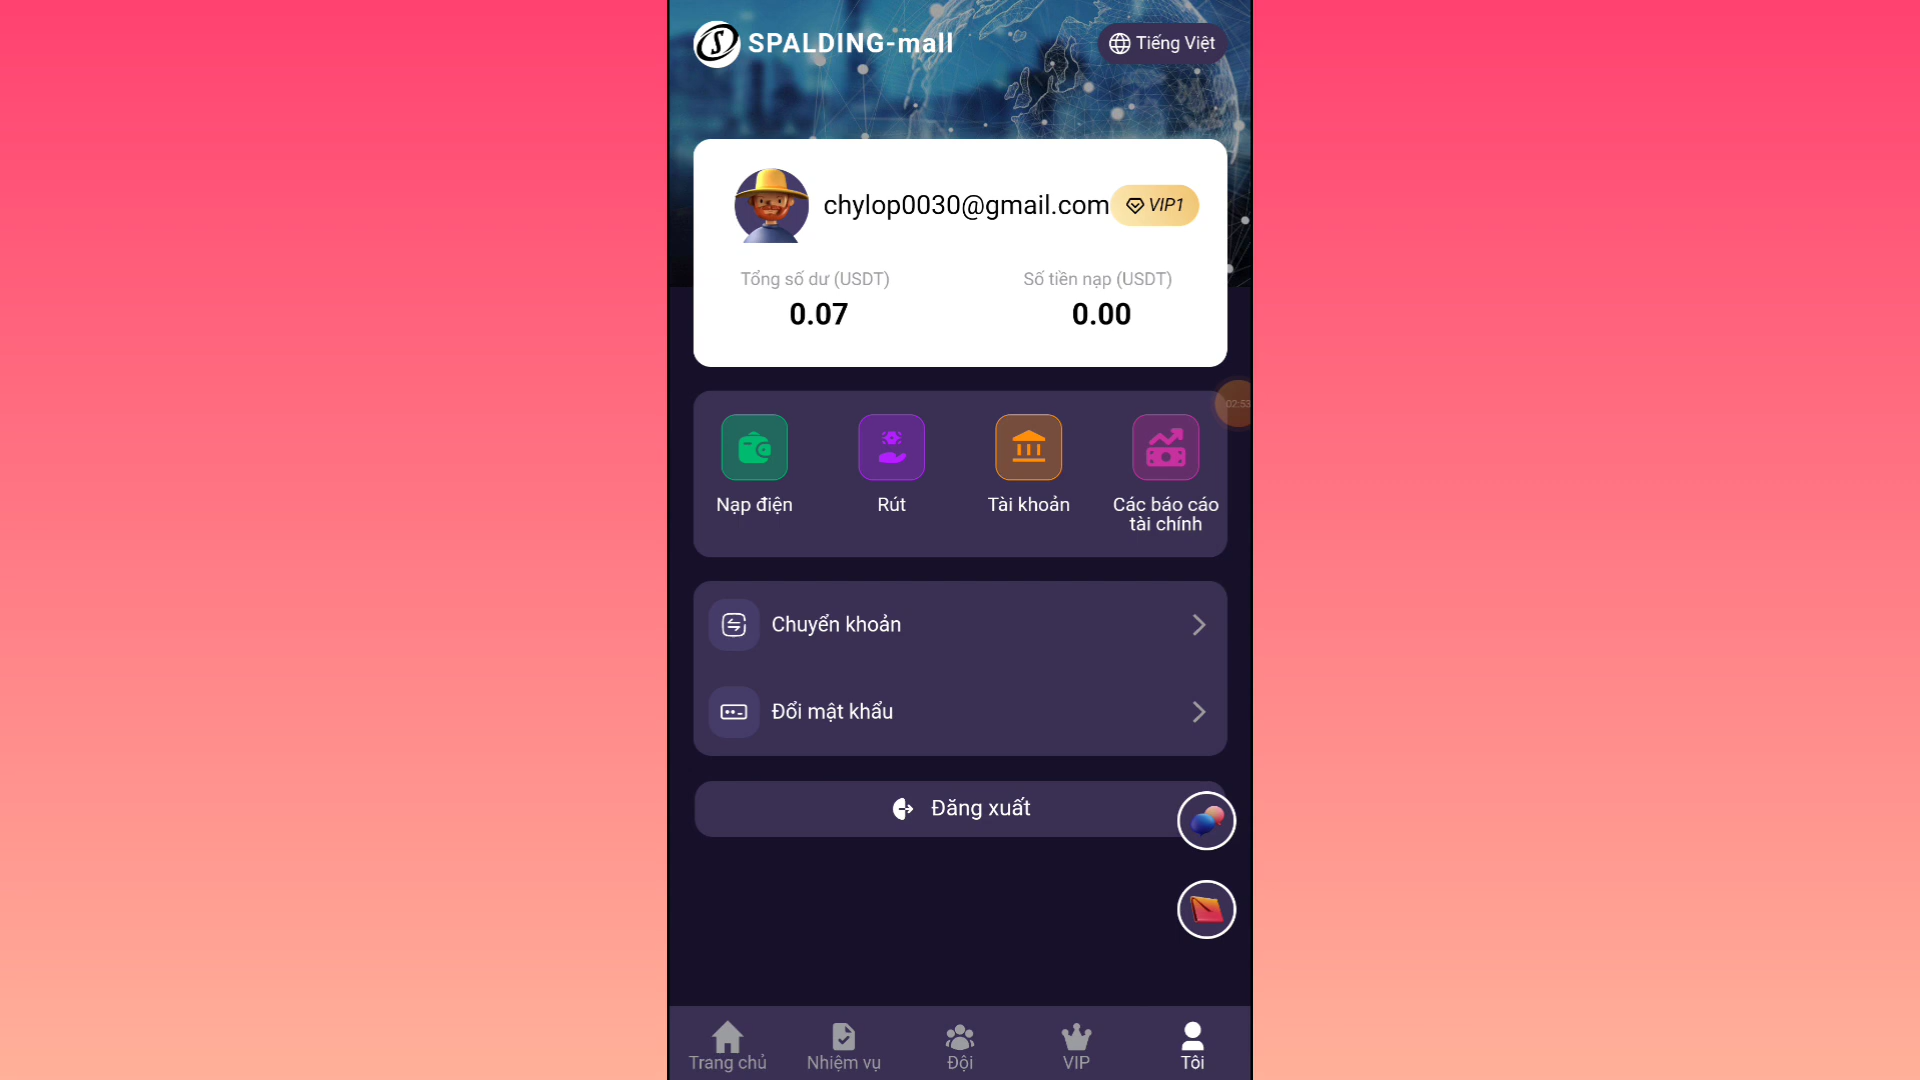 SPALDING-mall
Tiếng Việt
chylop0030@gmail.com
VIP1
Tổng số dư (USDT)
Số tiền nạp (USDT)
0.07
0.00
02:53
Nạp điện
Rút
Tài khoản
Các báo cáo
tài chính
Chuyển khoản
Đổi mật khẩu
Đăng xuất
Trang chủ
Nhiệm vụ
Đội
VIP
Tôi